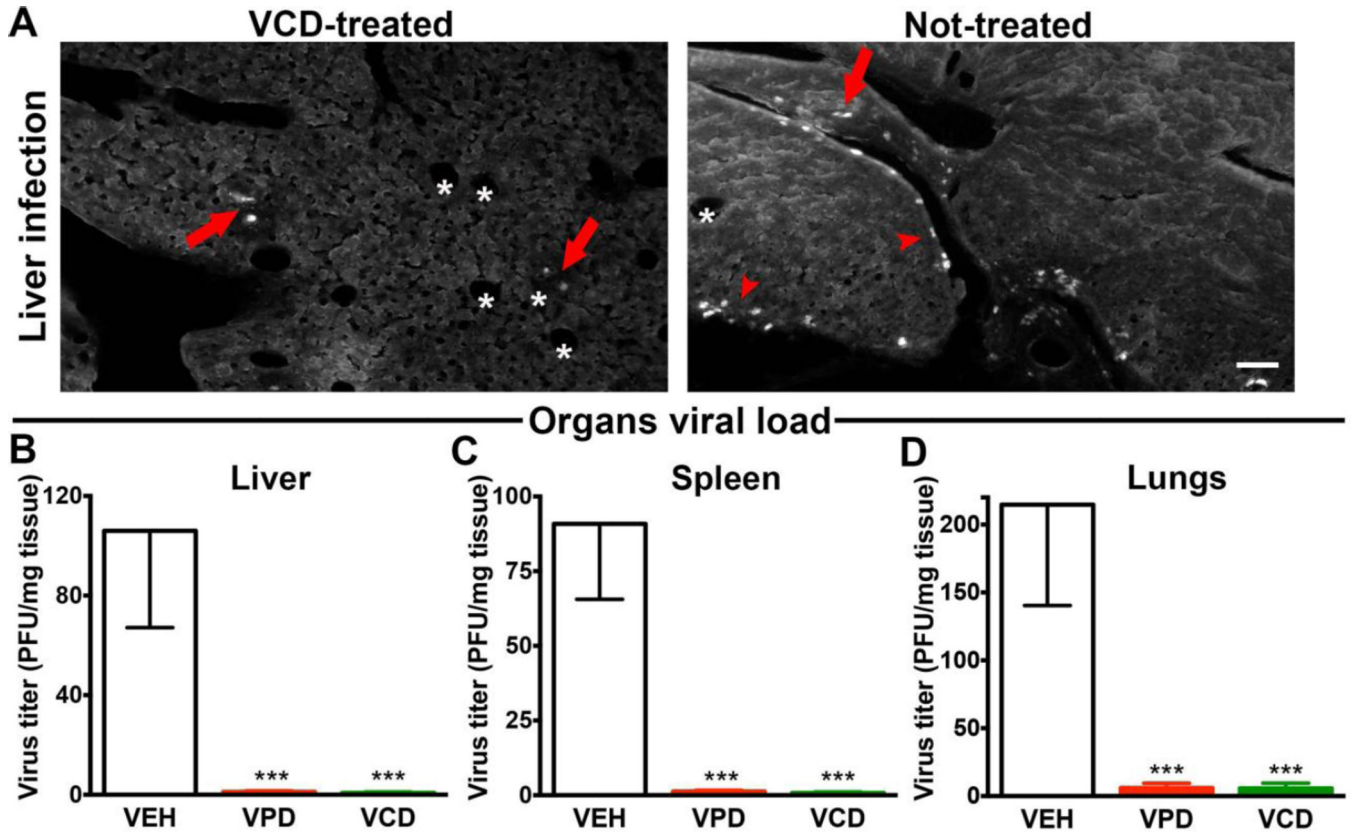 A
VCD-treated
Not-treated
Liver infection
* * * * *
*
Organs viral load
B
Liver
Virus titer (PFU/mg tissue)
120
80
40
0
***
***
VEH
VPD
VCD
C
Spleen
Virus titer (PFU/mg tissue)
100
75
50
25
0
***
***
VEH
VPD
VCD
D
Lungs
Virus titer (PFU/mg tissue)
200
150
100
50
0
***
***
VEH
VPD
VCD